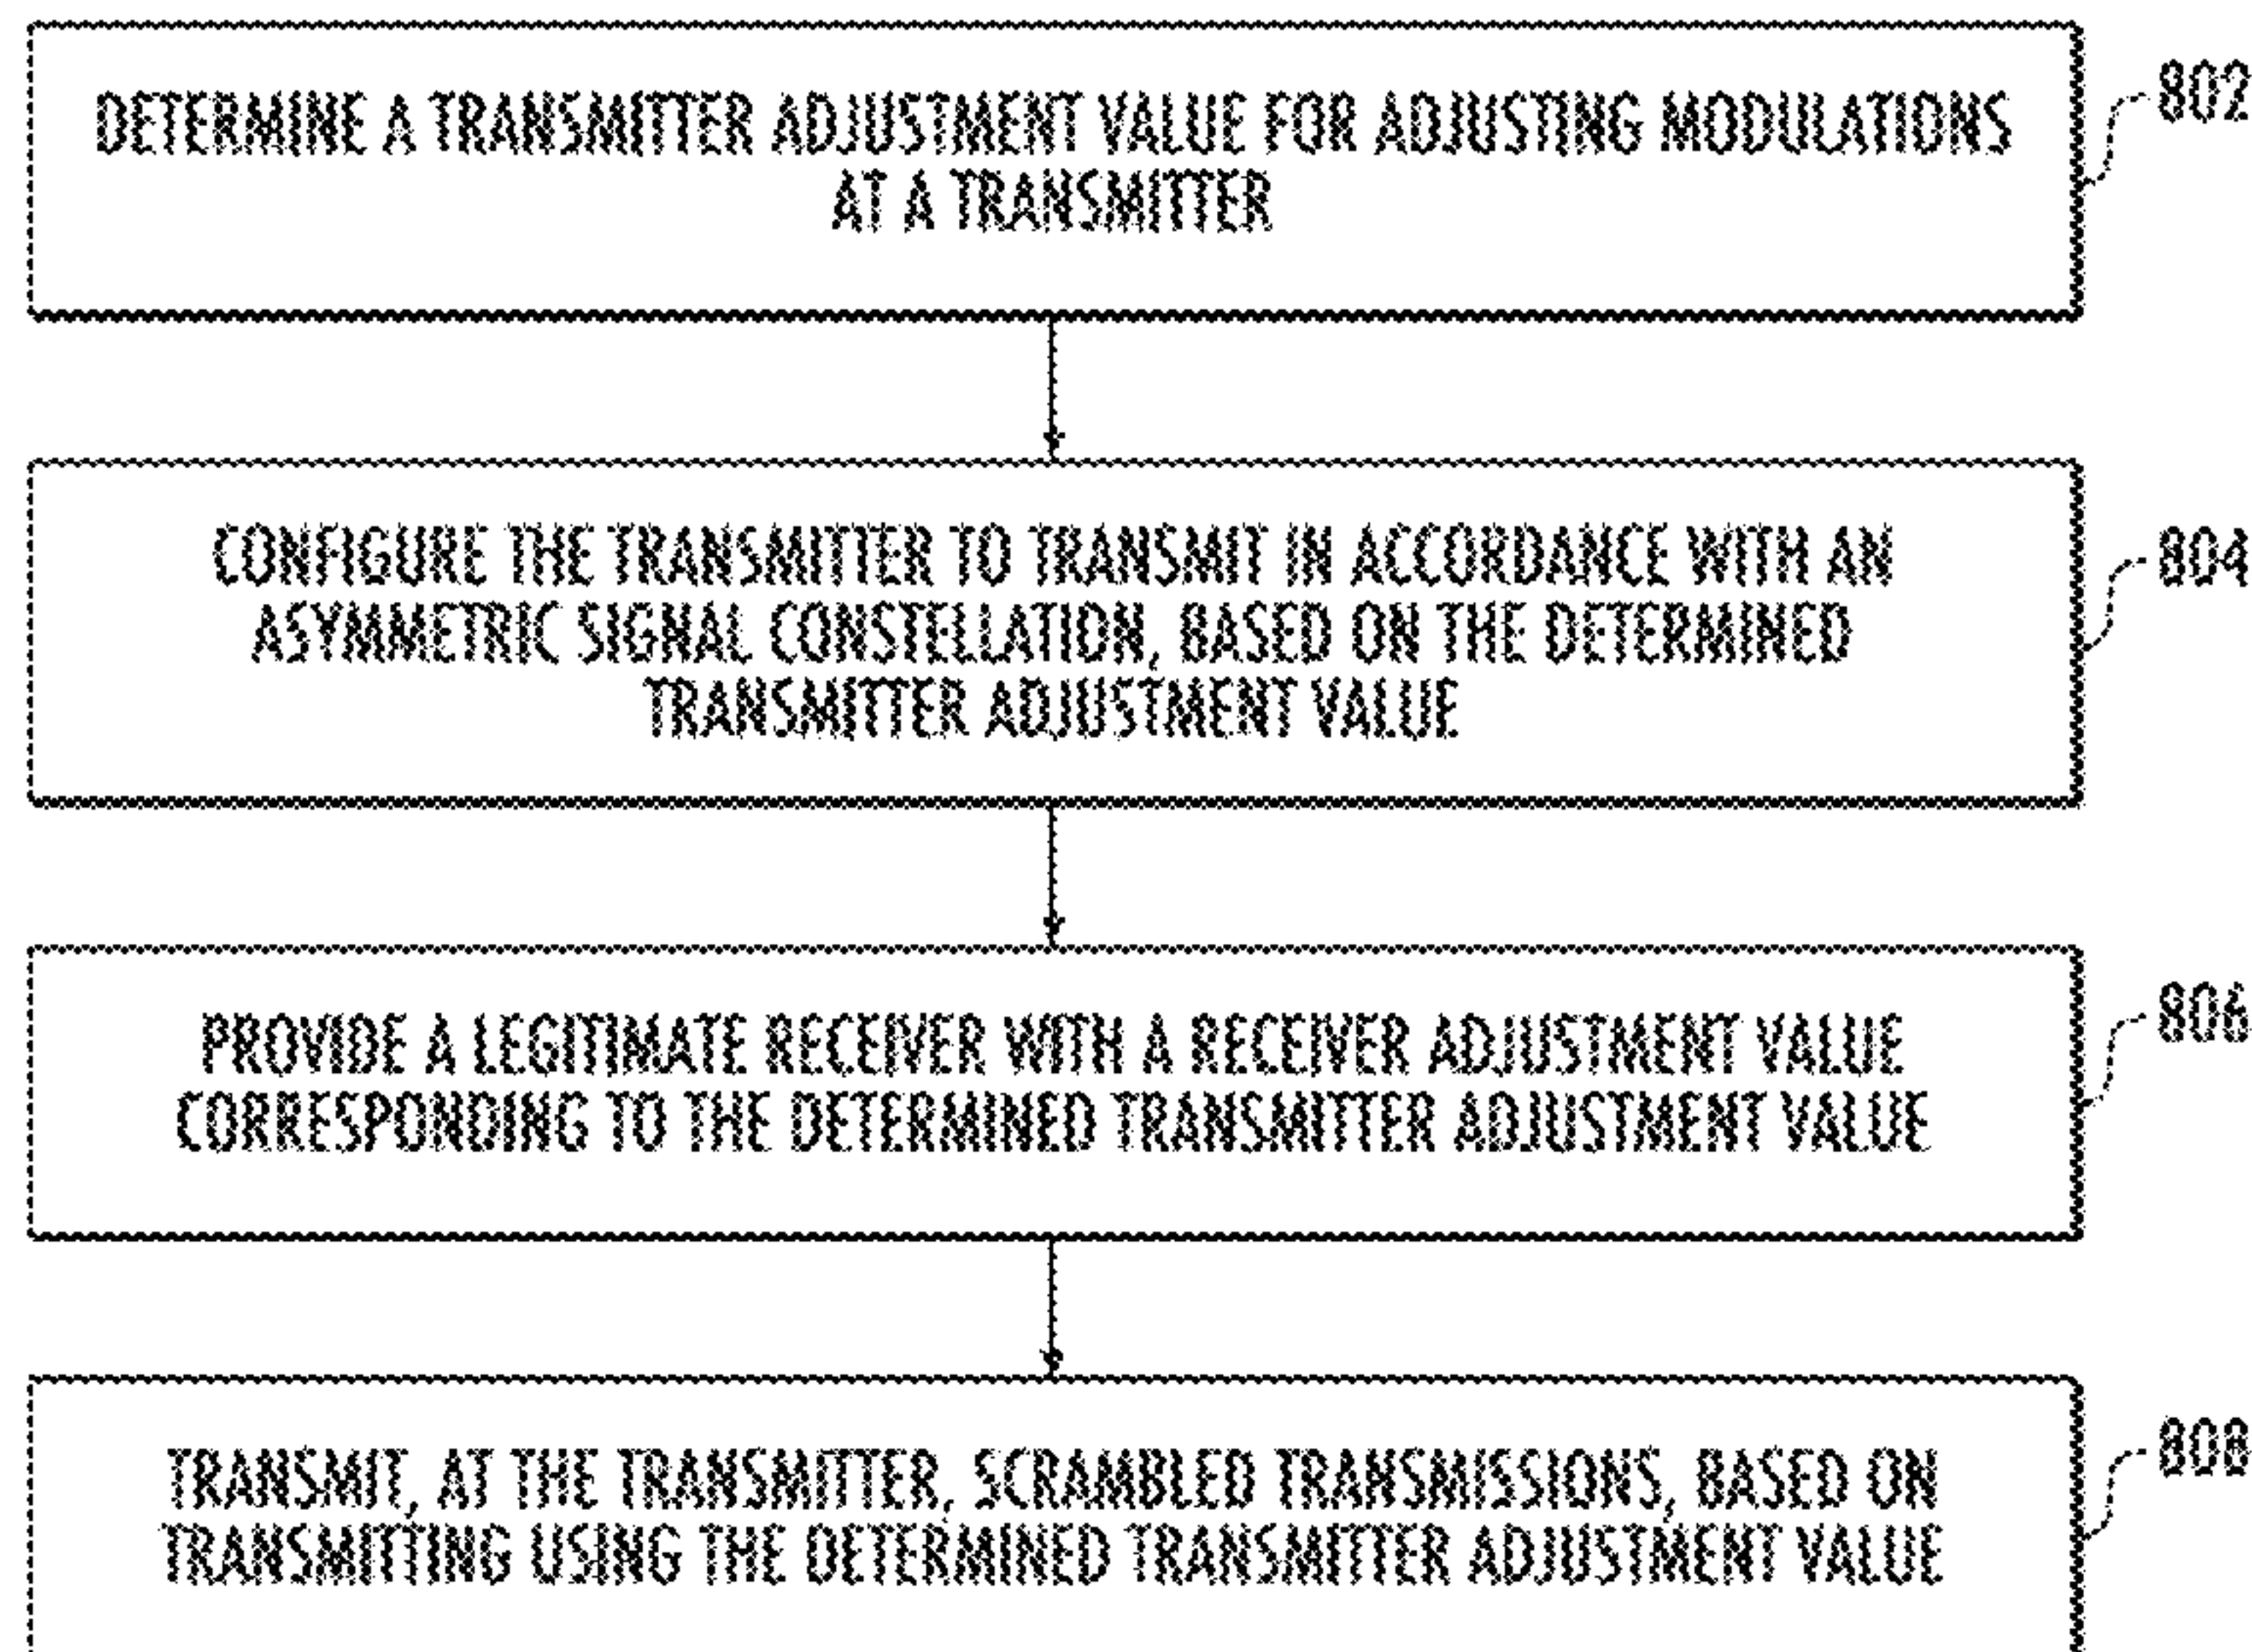 DETERMINE A TRANSMITTER ADJUSTMENT VALUE FOR ADJUSTING MODULATIONS
AT A TRANSMITTER
802
CONFIGURE THE TRANSMITTER TO TRANSMIT IN ACCORDANCE WITH AN
ASYMMETRIC SIGNAL CONSTELLATION, BASED ON THE DETERMINED
TRANSMITTER ADJUSTMENT VALUE
804
PROVIDE A LEGITIMATE RECEIVER WITH A RECEIVER ADJUSTMENT VALUE
CORRESPONDING TO THE DETERMINED TRANSMITTER ADJUSTMENT VALUE
806
TRANSMIT, AT THE TRANSMITTER, SCRAMBLED TRANSMISSIONS, BASED ON
TRANSMITTING USING THE DETERMINED TRANSMITTER ADJUSTMENT VALUE
808